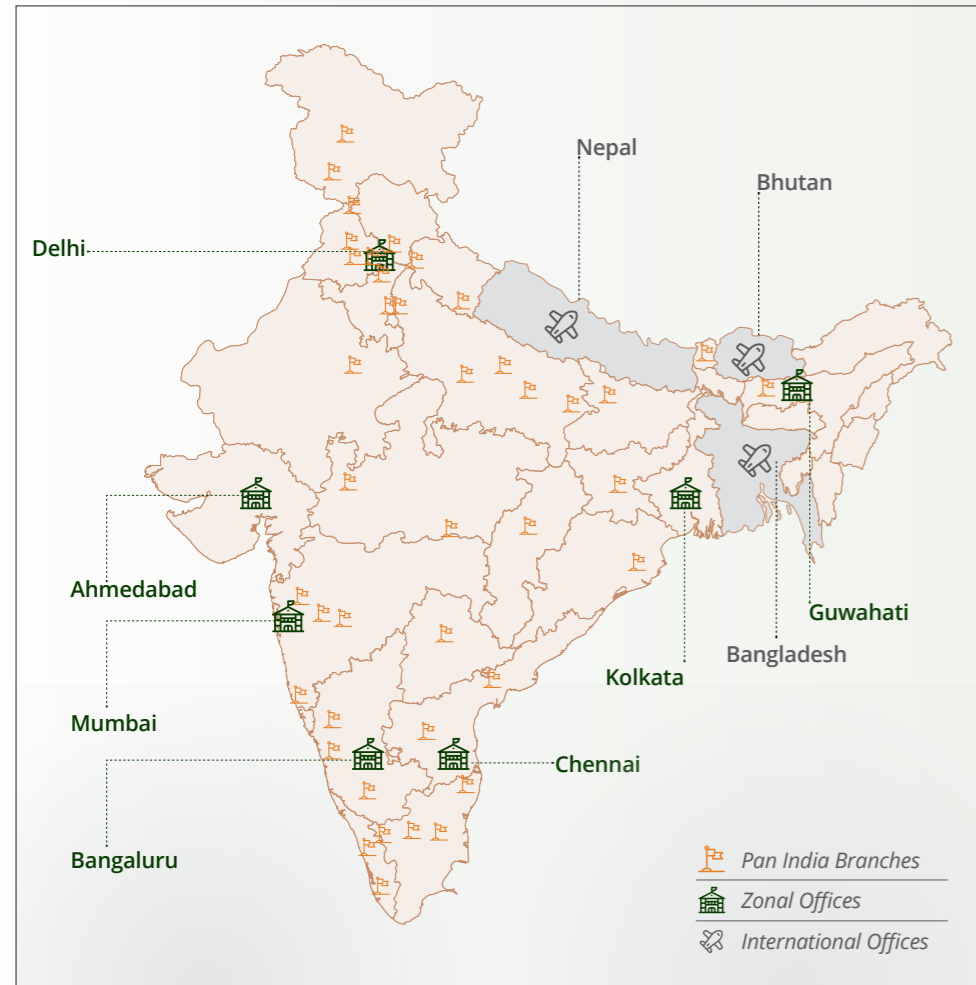 Nepal
Bhutan
Delhi
Ahmedabad
Guwahati
Bangladesh
Kolkata
Mumbai
Chennai
Bangaluru
Pan India Branches
Zonal Offices
International Offices